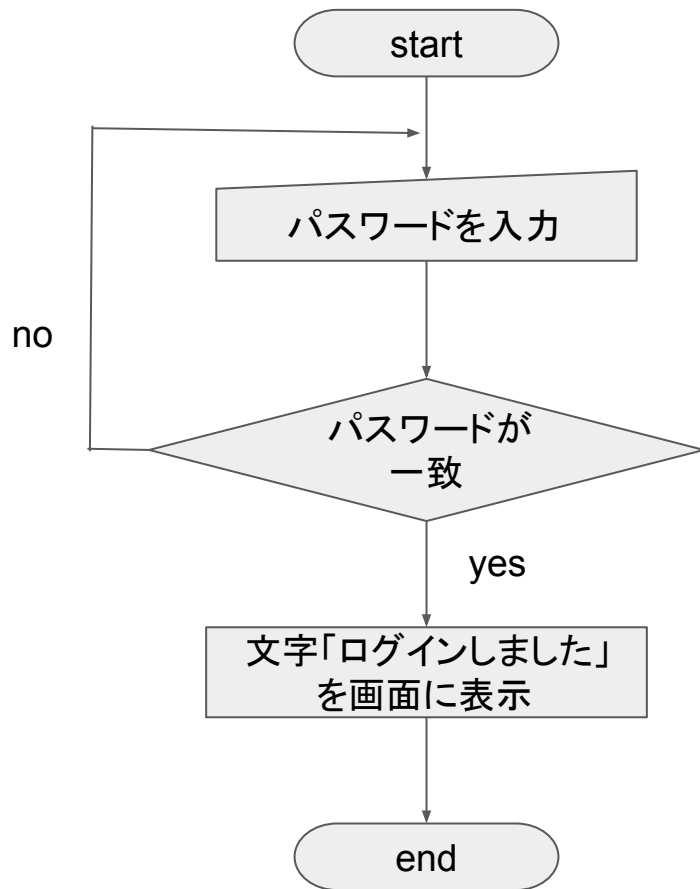 start
パスワードを入力
no
パスワードが
一致
yes
文字「ログインしました」
を画面に表示
end